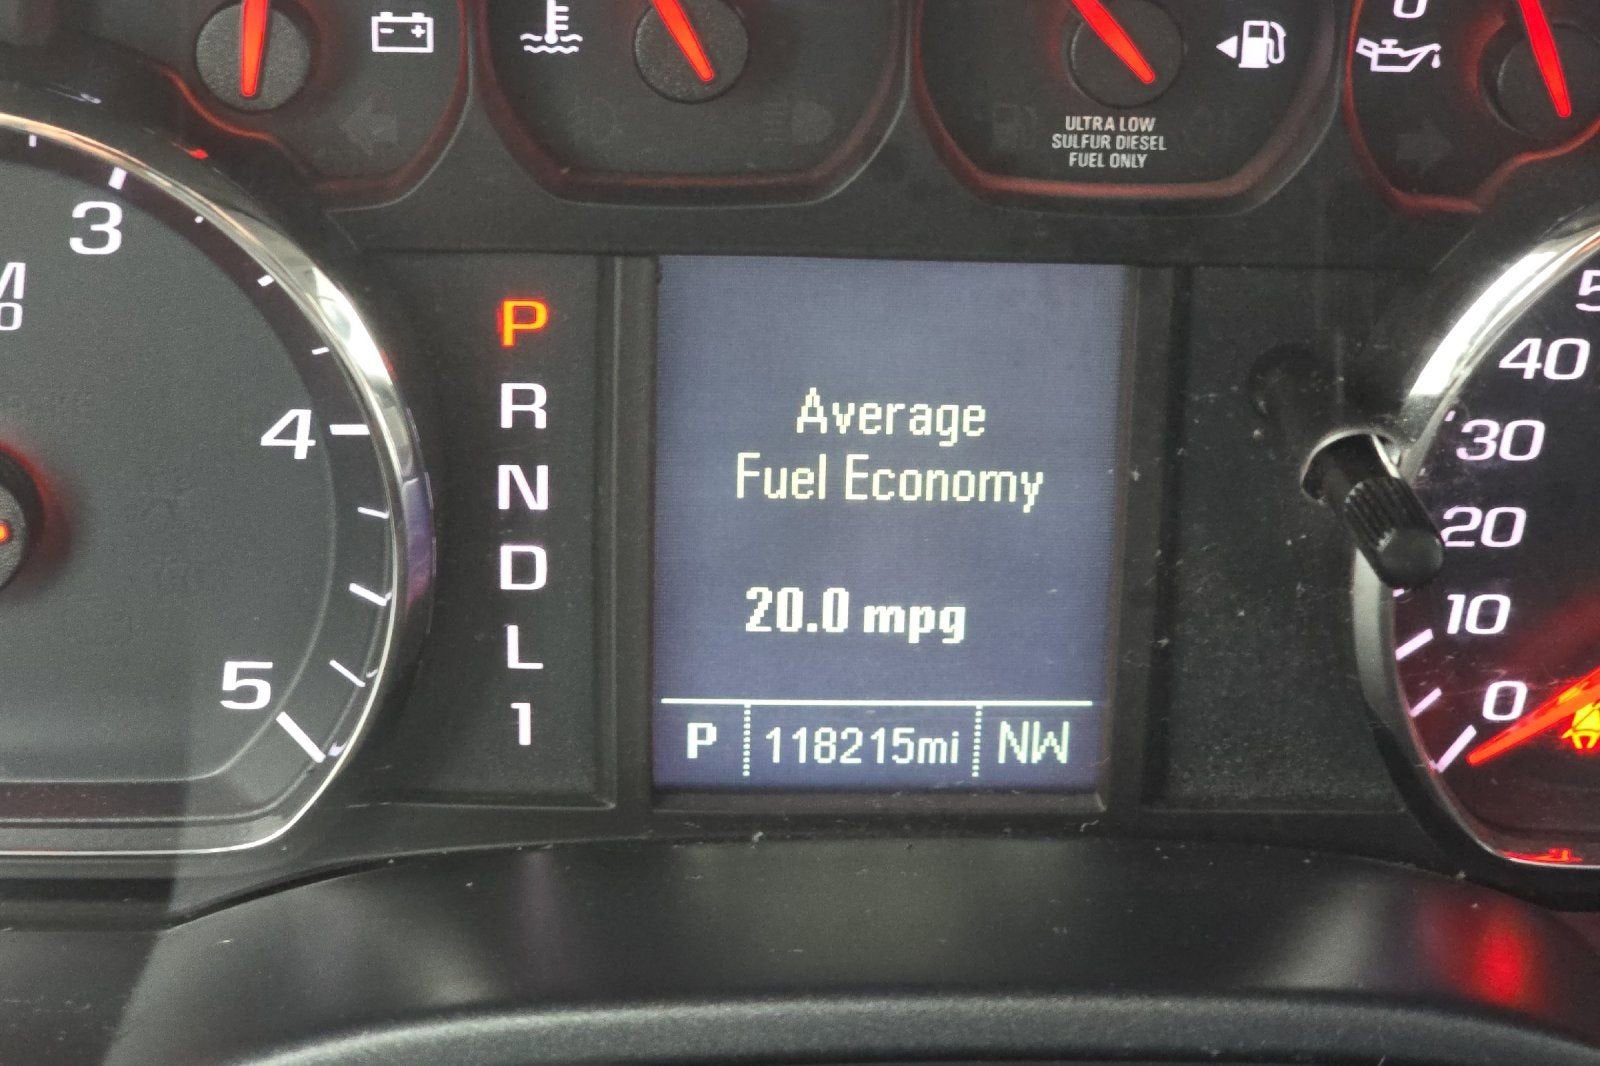 0
ULTRA LOW
SULFUR DIESEL
FUEL ONLY
3
4
5
P
R
N
D
L
1
Average
Fuel Economy
20.0 mpg
P 118215mi NW
40
30
20
10
0